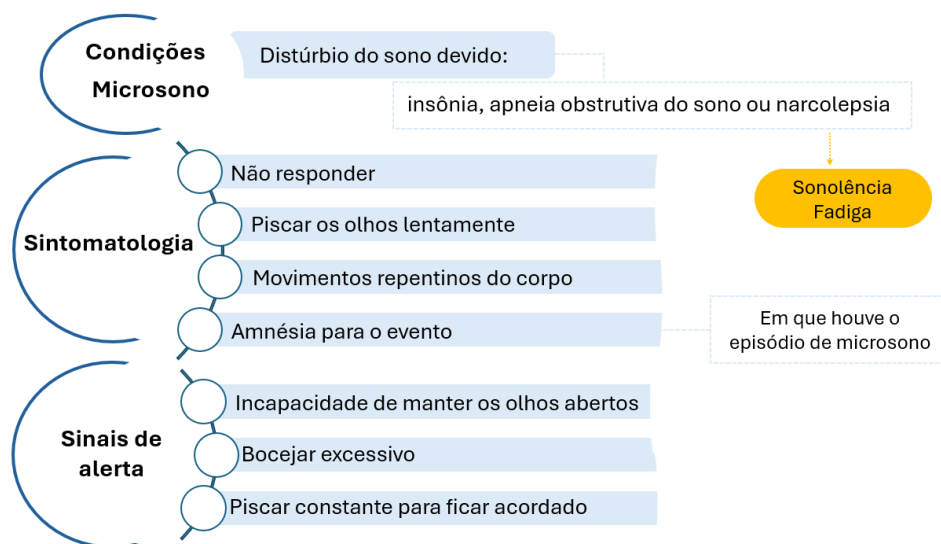 Condições
Microsono
Distúrbio do sono devido:
insônia, apneia obstrutiva do sono ou narcolepsia
Sonolência
Fadiga
Sintomatologia
Não responder
Piscar os olhos lentamente
Movimentos repentinos do corpo
Amnésia para o evento
Em que houve o
episódio de microsono
Sinais de
alerta
Incapacidade de manter os olhos abertos
Bocejar excessivo
Piscar constante para ficar acordado